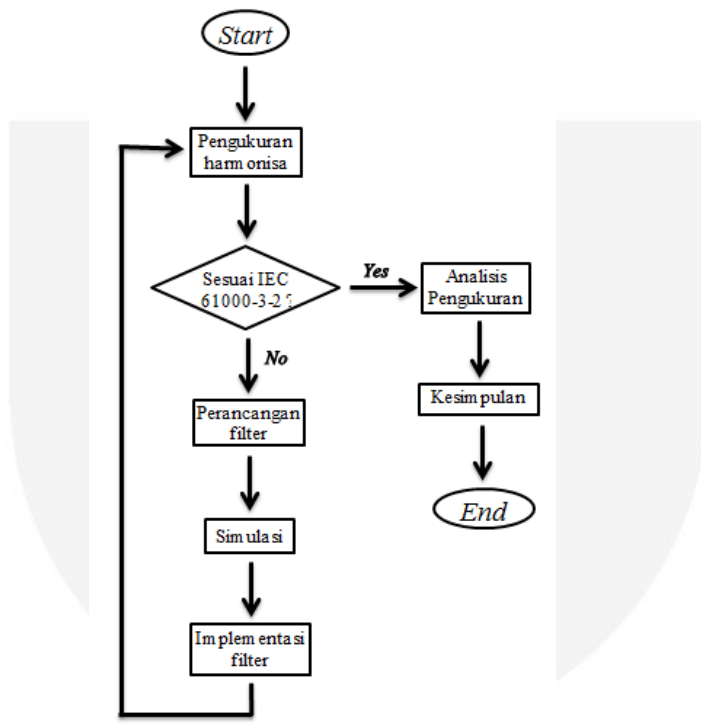 Start
Pengukuran
harmonisa
Sesuai IEC
61000-3-2 ?
Yes
Analisis
Pengukuran
No
Kesimpulan
Perancangan
filter
End
Simulasi
Implementasi
filter